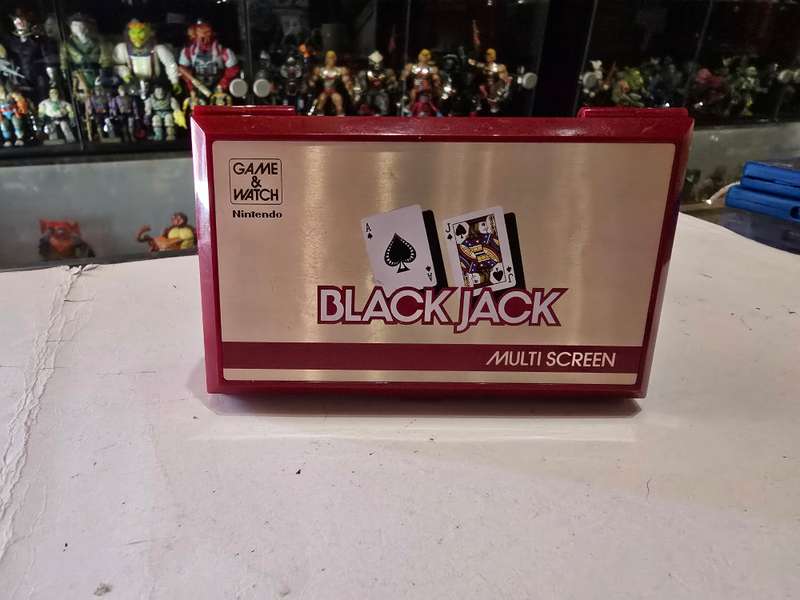 GAME
&
WATCH
Nintendo
A
A
J
J
BLACK JACK
MULTI SCREEN